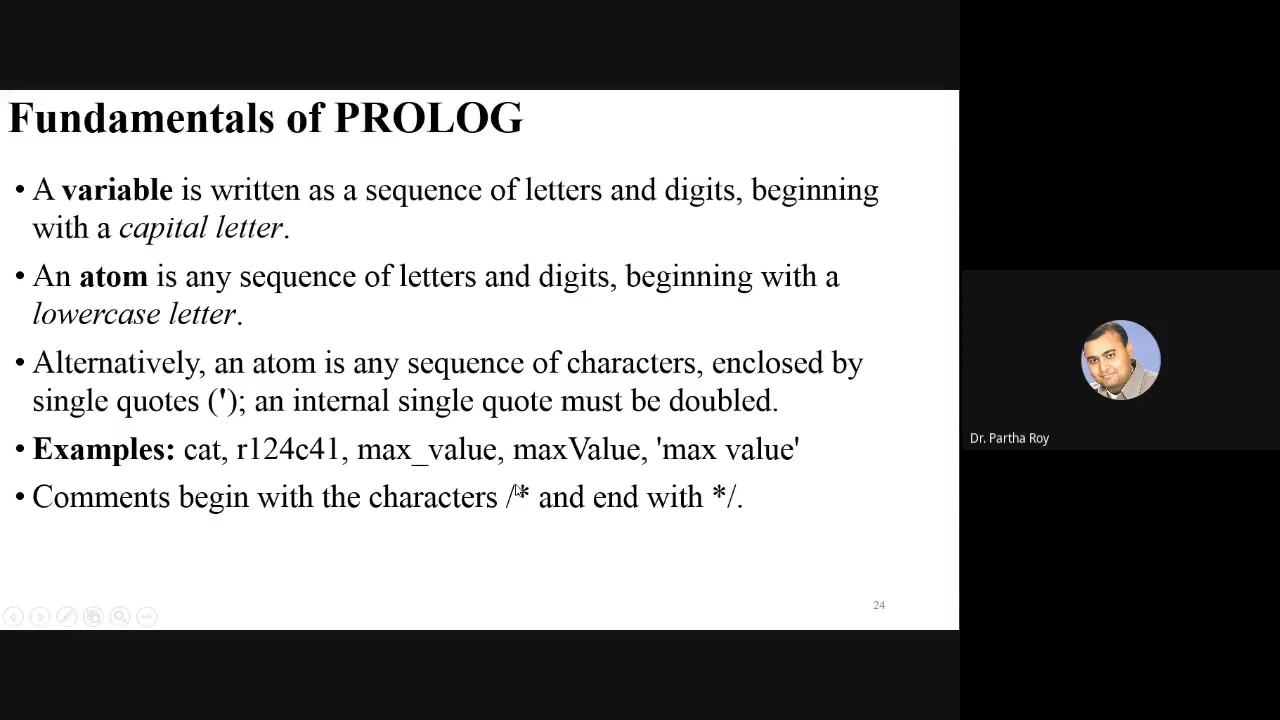 Fundamentals of PROLOG
• A variable is written as a sequence of letters and digits, beginning
with a capital letter.
• An atom is any sequence of letters and digits, beginning with a
lowercase letter.
• Alternatively, an atom is any sequence of characters, enclosed by
single quotes ('); an internal single quote must be doubled.
• Examples: cat, r124c41, max_value, maxValue, 'max value'
• Comments begin with the characters /* and end with */.
24
Dr. Partha Roy